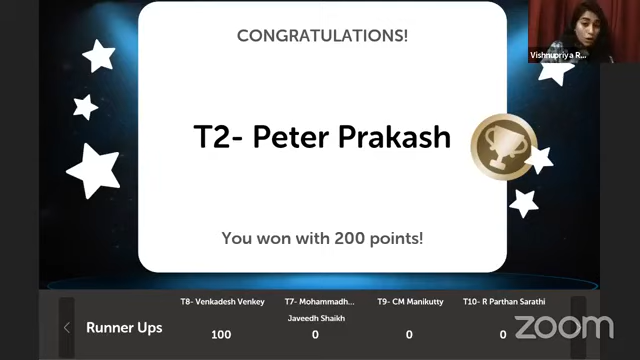 CONGRATULATIONS!
Vishnupriya R...
T2- Peter Prakash
You won with 200 points!
Runner Ups
T8- Venkadesh Venkey
100
T7- Mohammadh...
Javeedh Shaikh
0
T9- CM Manikutty
0
T10- R Parthan Sarathi
0
zoom